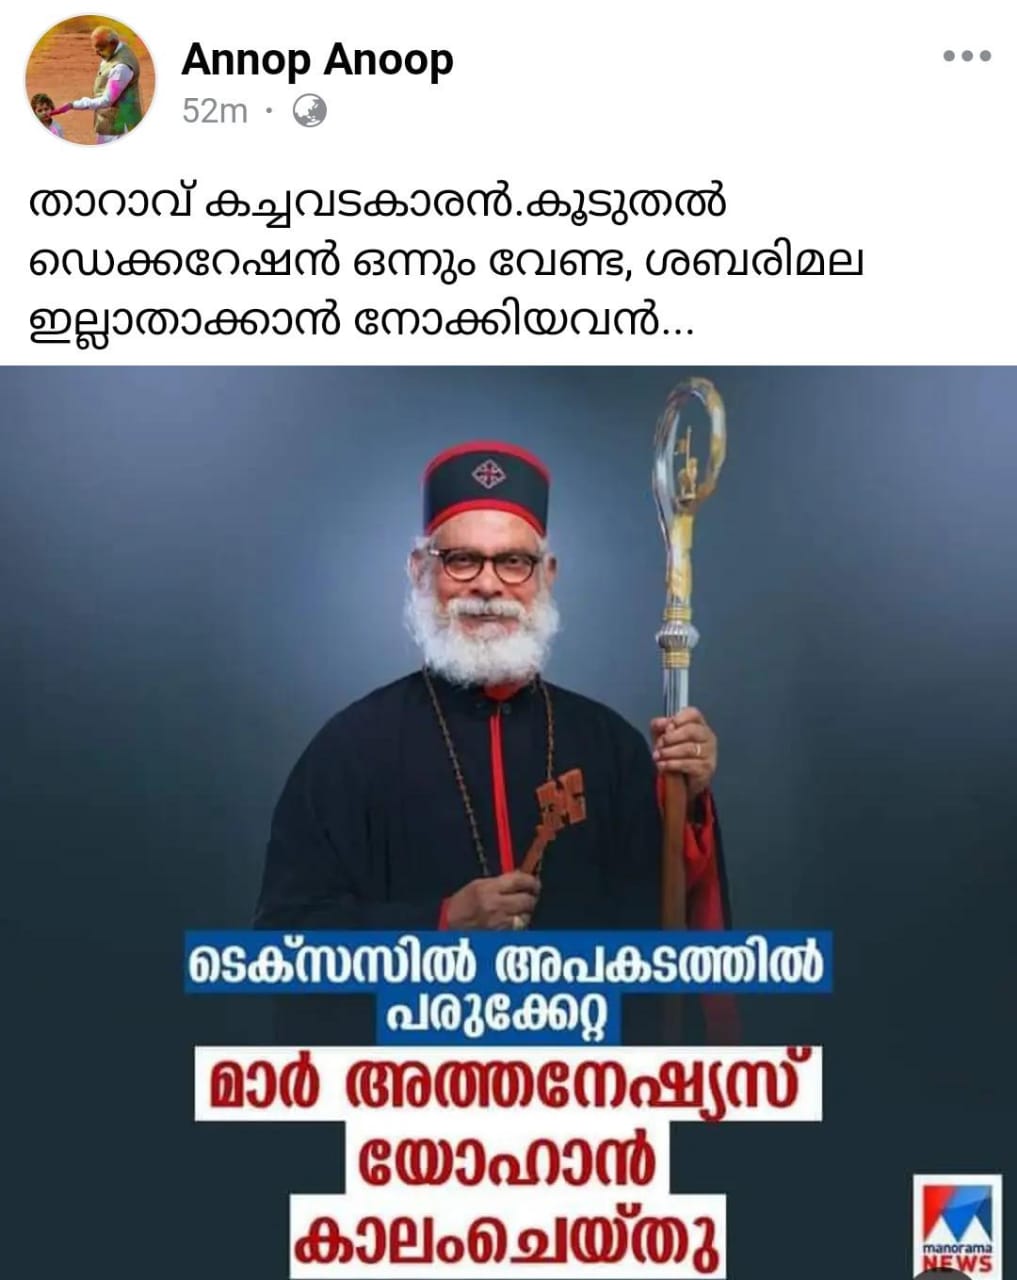 Annop Anoop
52m ·
താറാവ് കച്ചവടകാരൻ.കൂടുതൽ
ഡെക്കറേഷൻ ഒന്നും വേണ്ട, ശബരിമല
ഇല്ലാതാക്കാൻ നോക്കിയവൻ...
ടെക്സസിൽ അപകടത്തിൽ
പരുക്കേറ്റ
മാർ അത്തനേഷ്യസ്
യോഹാൻ
കാലംചെയ്തു
manorama
NEWS